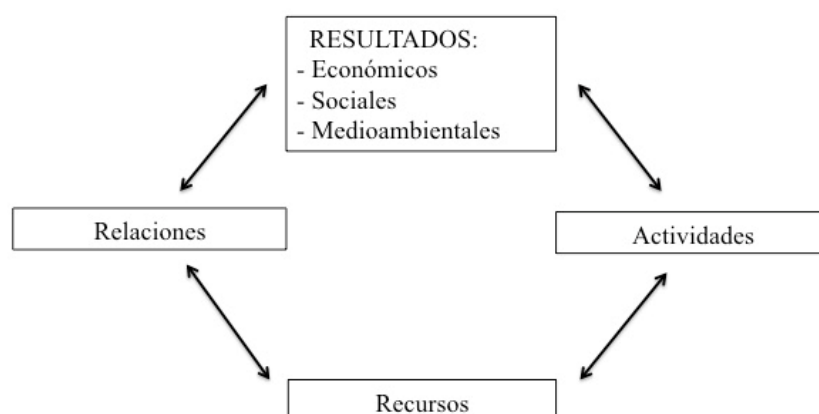 RESULTADOS:
- Económicos
- Sociales
- Medioambientales
Relaciones
Actividades
Recursos